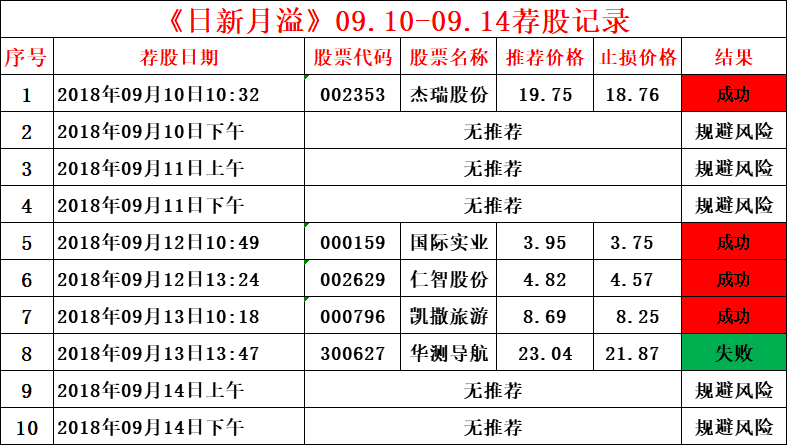 《日新月溢》09.10-09.14荐股记录
序号 荐股日期 股票代码 股票名称 推荐价格 止损价格 结果
1 2018年09月10日10:32 002353 杰瑞股份 19.75 18.76 成功
2 2018年09月10日下午 无推荐 规避风险
3 2018年09月11日上午 无推荐 规避风险
4 2018年09月11日下午 无推荐 规避风险
5 2018年09月12日10:49 000159 国际实业 3.95 3.75 成功
6 2018年09月12日13:24 002629 仁智股份 4.82 4.57 成功
7 2018年09月13日10:18 000796 凯撒旅游 8.69 8.25 成功
8 2018年09月13日13:47 300627 华测导航 23.04 21.87 失败
9 2018年09月14日上午 无推荐 规避风险
10 2018年09月14日下午 无推荐 规避风险